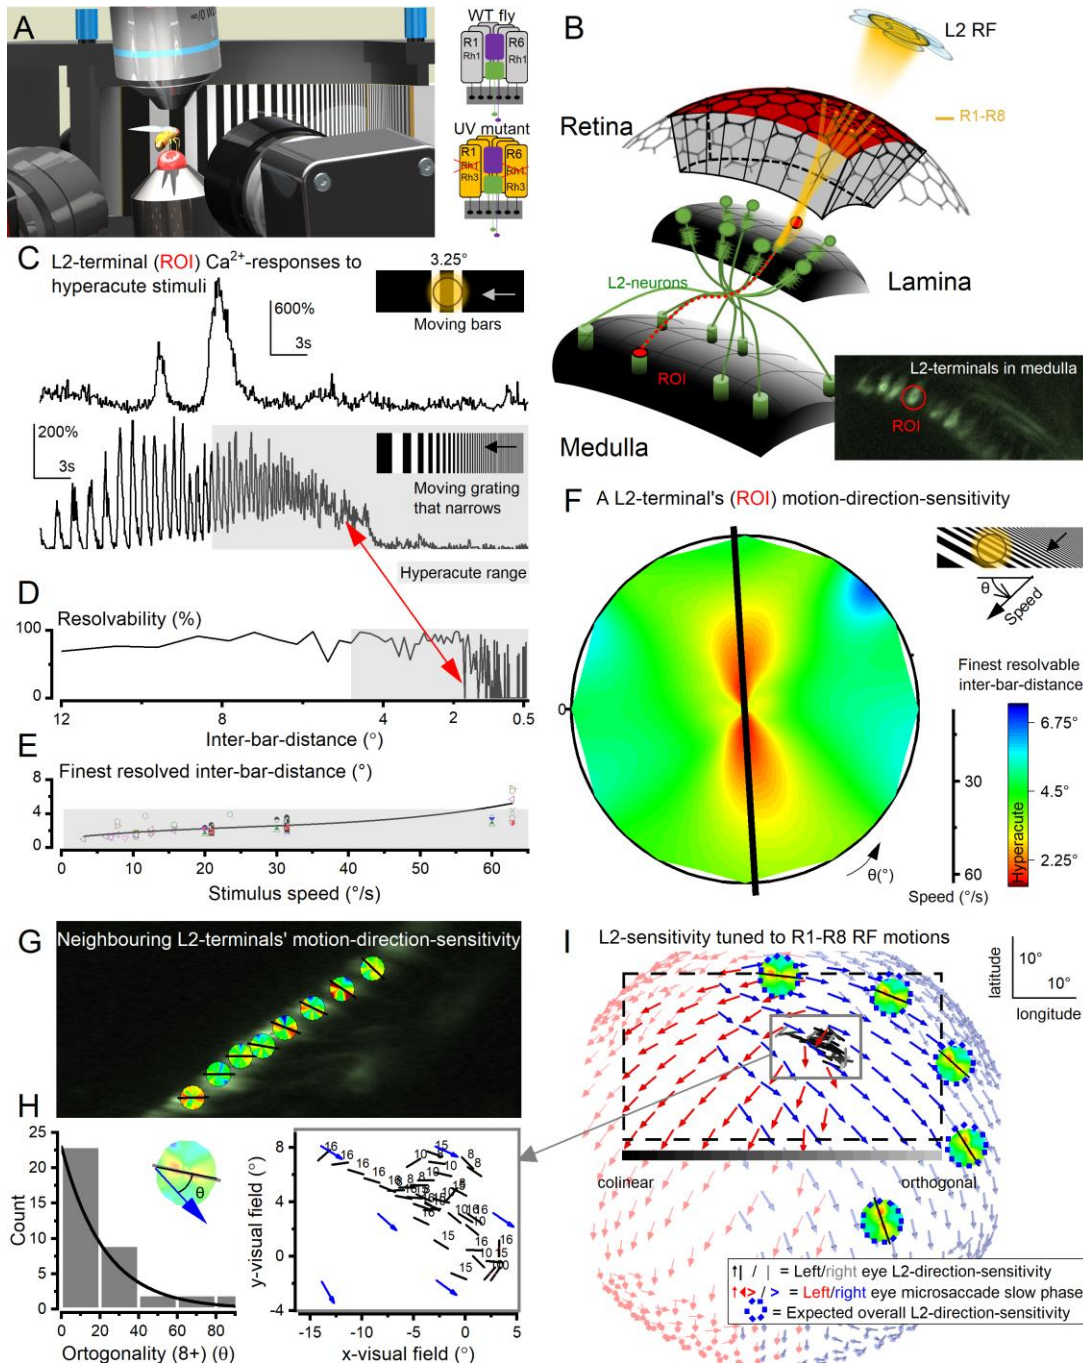 A
0/∞
WT fly
R1
Rh1
R6
Rh1
UV mutant
R1
Rh1
Rh3
R6
Rh1
Rh3
B
L2 RF
R1-R8
Retina
Lamina
L2-neurons
ROI
Medulla
L2-terminals in medulla
ROI
C
L2-terminal (ROI) Ca2+-responses to
hyperacute stimuli
600%
3s
3.25°
Moving bars
200%
3s
Moving grating
that narrows
Hyperacute range
D
Resolvability (%)
100
0
12 8 4 2 0.5
Inter-bar-distance (°)
E
Finest resolved inter-bar-distance (°)
8
4
0
0 10 20 30 40 50 60
Stimulus speed (°/s)
F
A L2-terminal's (ROI) motion-direction-sensitivity
θ
Speed
Finest resolvable
inter-bar-distance
0
30
60
Speed (°/s)
Hyperacute
6.75°
4.5°
2.25°
θ(°)
G
Neighbouring L2-terminals' motion-direction-sensitivity
H
25
20
15
10
5
0
Count
θ
0 20 40 60 80
Ortogonality (8+) (θ)
8
4
0
-4
y-visual field (°)
-15 -10 -5 0 5
x-visual field (°)
I
L2-sensitivity tuned to R1-R8 RF motions
latitude
10°
10°
longitude
colinear
orthogonal
= Left/right eye L2-direction-sensitivity
= Left/right eye microsaccade slow phase
= Expected overall L2-direction-sensitivity